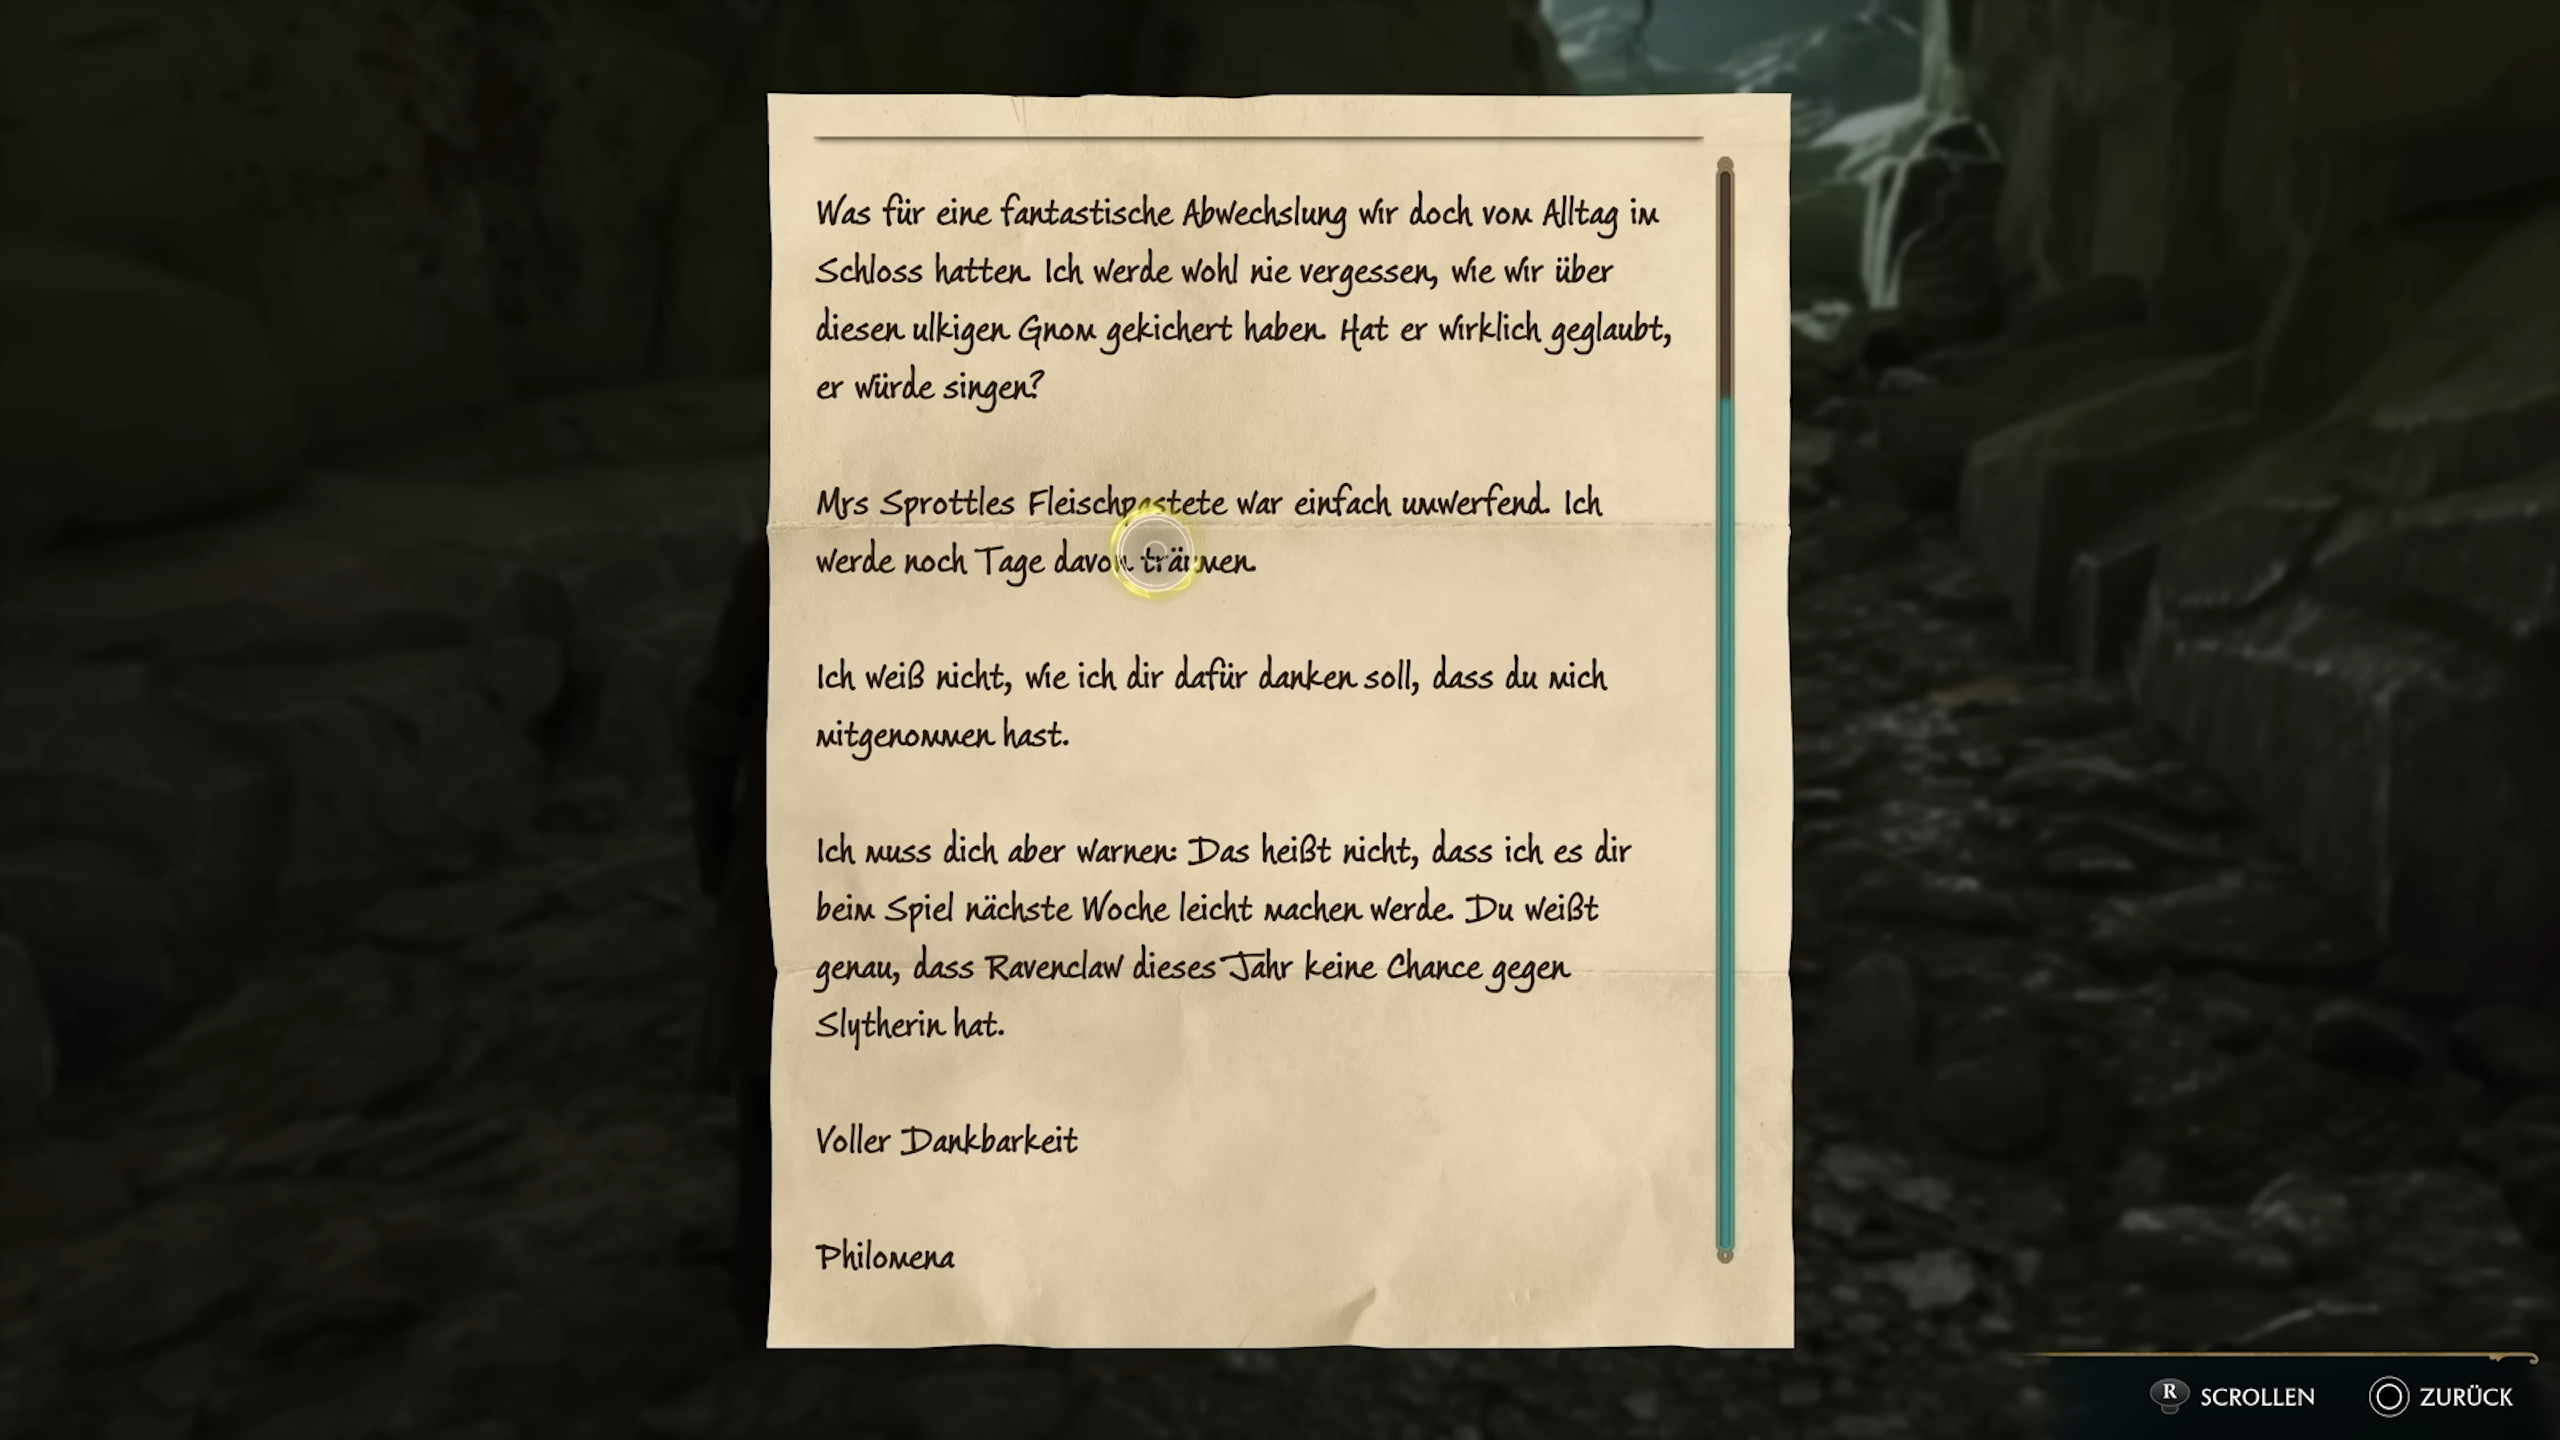 Was für eine fantastische Abwechslung wir doch vom Alltag im
Schloss hatten. Ich werde wohl nie vergessen, wie wir über
diesen ulkigen Gnom gekichert haben. Hat er wirklich geglaubt,
er würde singen?
Mrs Sprottles Fleischpastete war einfach umwerfend. Ich
werde noch Tage davon träumen.
Ich weiß nicht, wie ich dir dafür danken soll, dass du mich
mitgenommen hast.
Ich muss dich aber warnen: Das heißt nicht, dass ich es dir
beim Spiel nächste Woche leicht machen werde. Du weißt
genau, dass Ravenclaw dieses Jahr keine Chance gegen
Slytherin hat.
Voller Dankbarkeit
Philomena
R SCROLLEN ZURÜCK